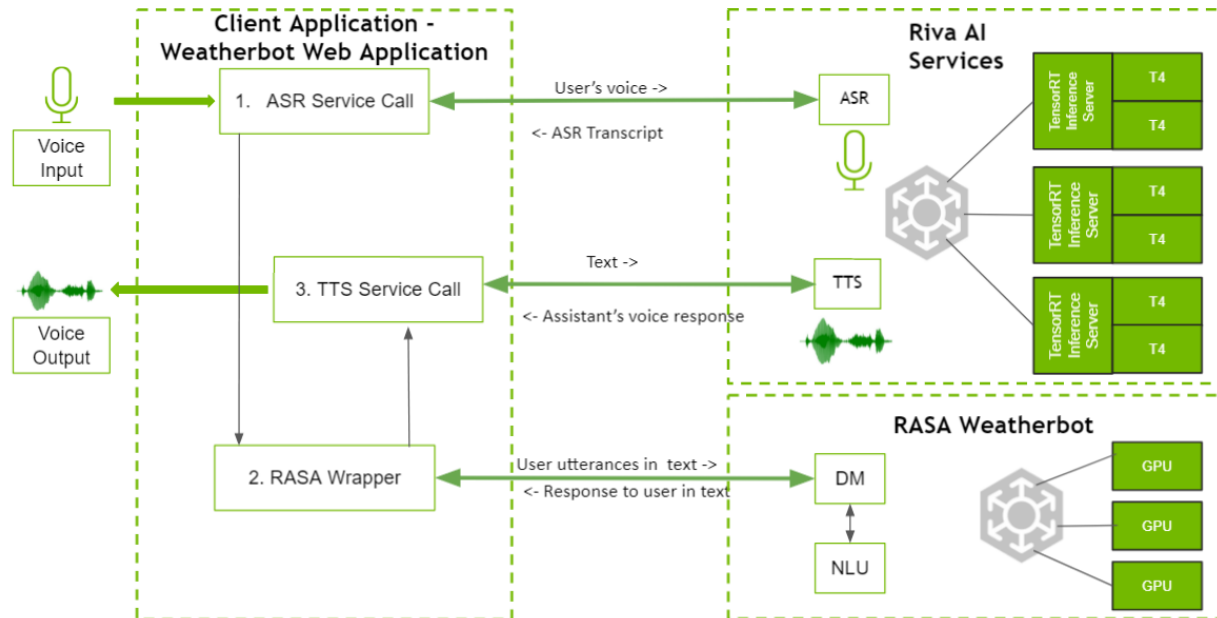 Client Application -
Weatherbot Web Application
Riva AI
Services
1. ASR Service Call
User's voice ->
<- ASR Transcript
ASR
Voice
Input
TensorRT
Inference
Server
T4
T4
TensorRT
Inference
Server
T4
T4
TensorRT
Inference
Server
T4
T4
3. TTS Service Call
Text ->
<- Assistant's voice response
TTS
Voice
Output
RASA Weatherbot
2. RASA Wrapper
User utterances in text ->
<- Response to user in text
DM
NLU
GPU
GPU
GPU